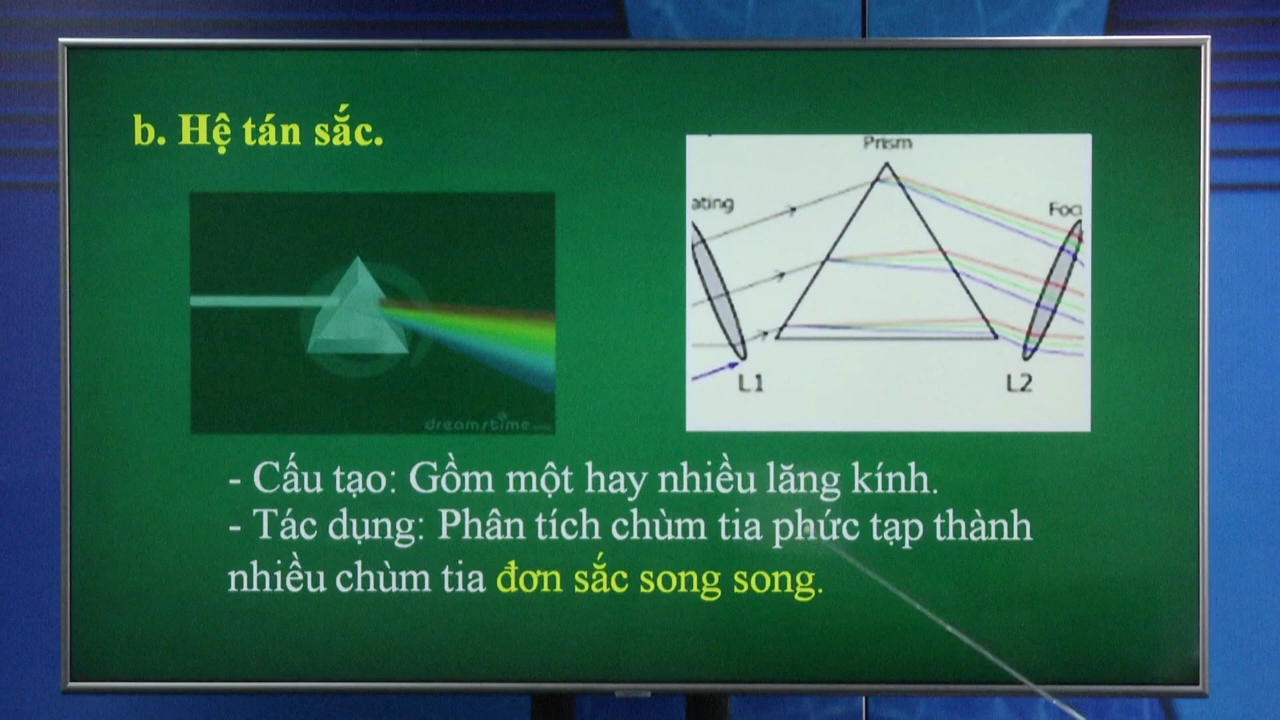 b. Hệ tán sắc.
Prism
ating
Foc
L1
L2
dreamstime
- Cấu tạo: Gồm một hay nhiều lăng kính.
- Tác dụng: Phân tích chùm tia phức tạp thành
nhiều chùm tia đơn sắc song song.